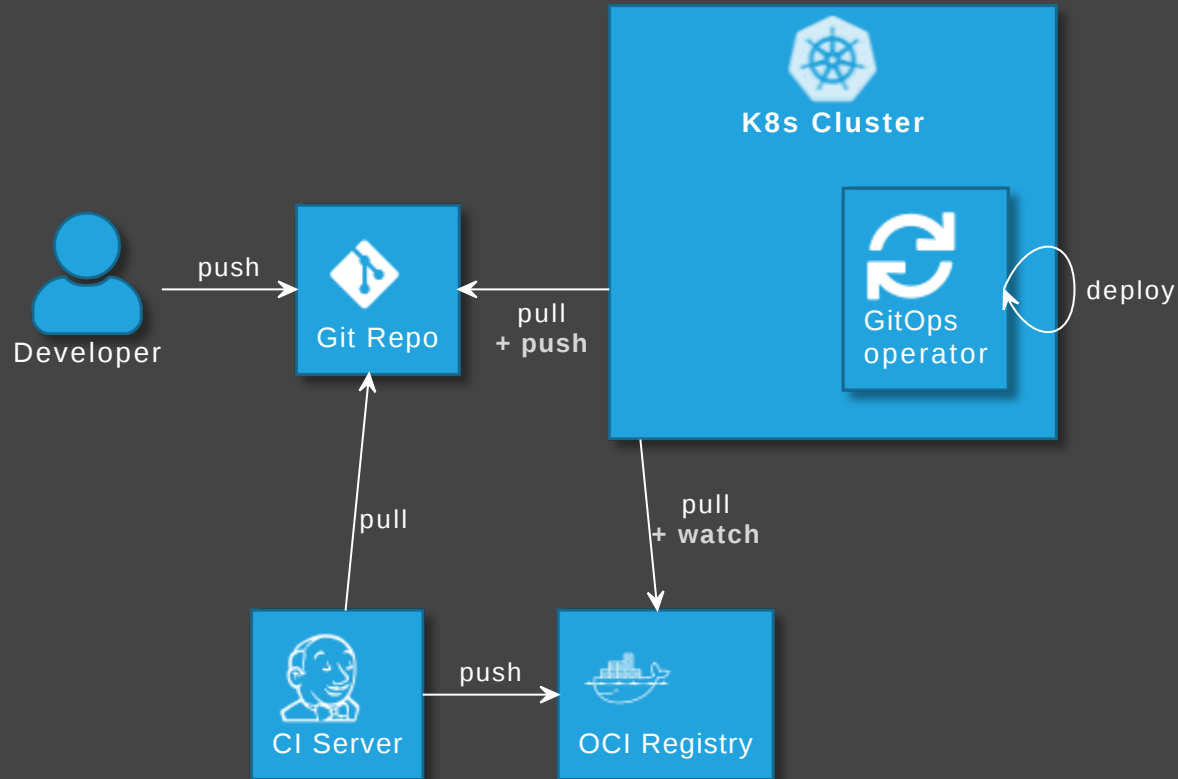 K8s Cluster
push
Git Repo
Developer
pull
+ push
GitOps
operator
deploy
pull
pull
+ watch
CI Server
push
OCI Registry